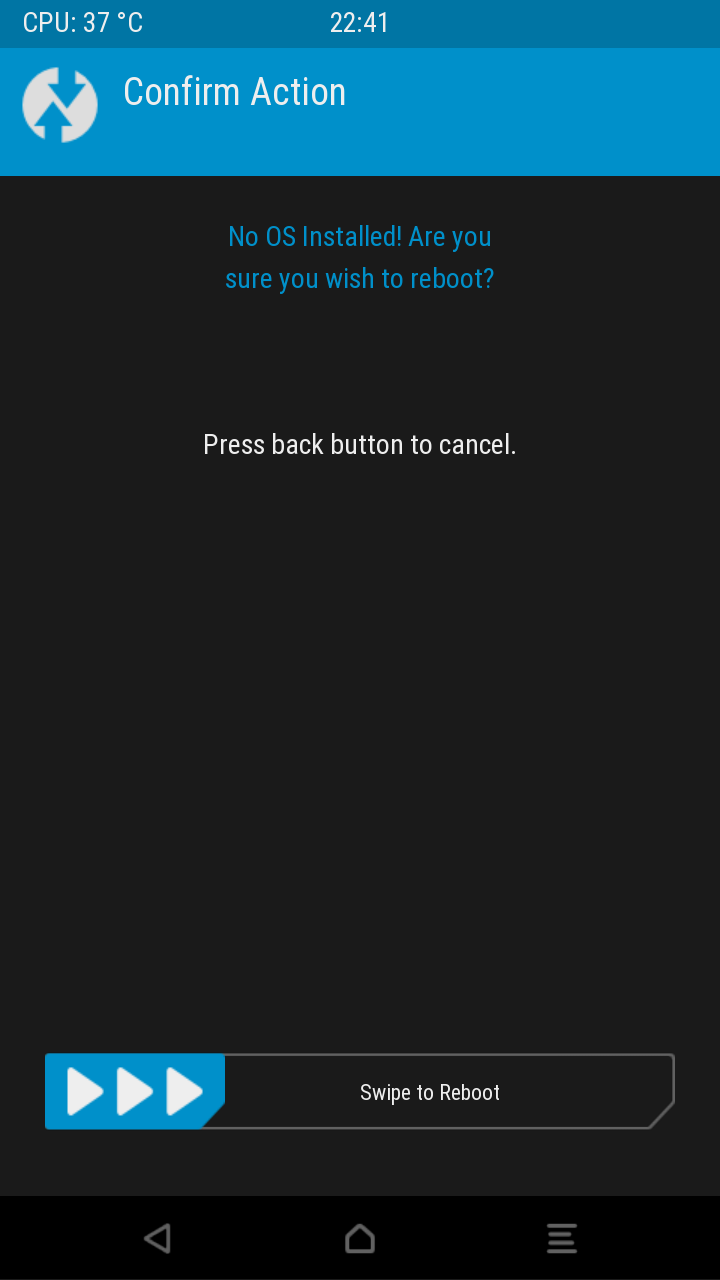 CPU: 37 °C 22:41
Confirm Action
No OS Installed! Are you
sure you wish to reboot?
Press back button to cancel.
Swipe to Reboot